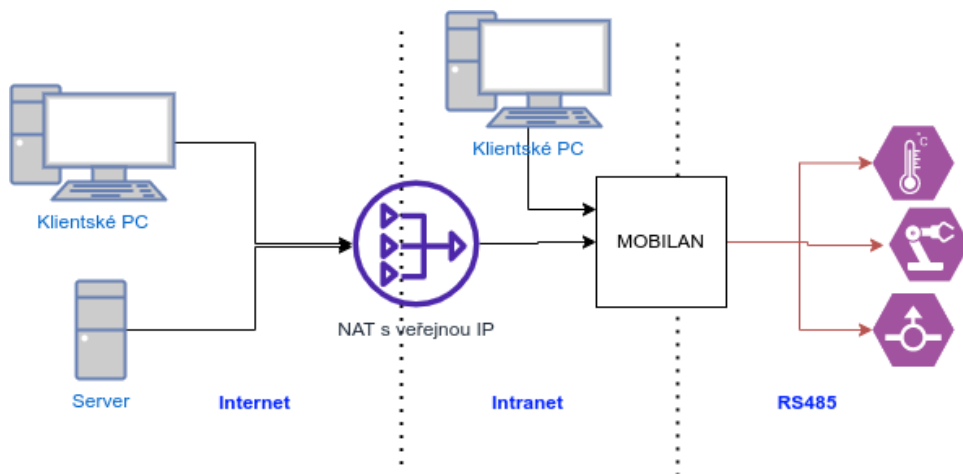 Klientské PC
Klientské PC
°C
MOBILAN
NAT s veřejnou IP
Server
Internet
Intranet
RS485